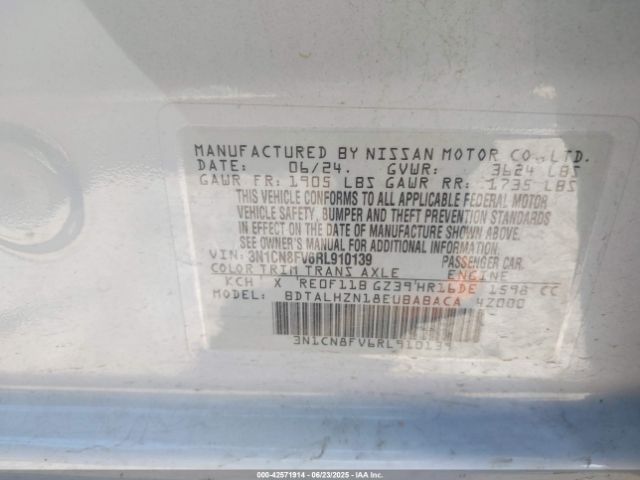 MANUFACTURED BY NISSAN MOTOR CO.,LTD.
DATE: 06/24. GVWR: 3624 LBS
GAWR FR: 1905 LBS GAWR RR: 1735 LBS
THIS VEHICLE CONFORMS TO ALL APPLICABLE FEDERAL MOTOR
VEHICLE SAFETY, BUMPER AND THEFT PREVENTION STANDARDS
IN EFFECT ON THE DATE OF MANUFACTURE SHOWN ABOVE.
SEE OWNER'S MANUAL FOR ADDITIONAL INFORMATION.
VIN: 3N1CN8FV6RL910139 PASSENGER CAR.
COLOR TRIM TRANS AXLE ENGINE
KCH X RE0F11B GZ39 HR16DE 1598 CC
MODEL: BDTALHZN18EUBABACA 4Z000
3N1CN8FV6RL910139
000-42571914 - 06/23/2025 - IAAI.COM